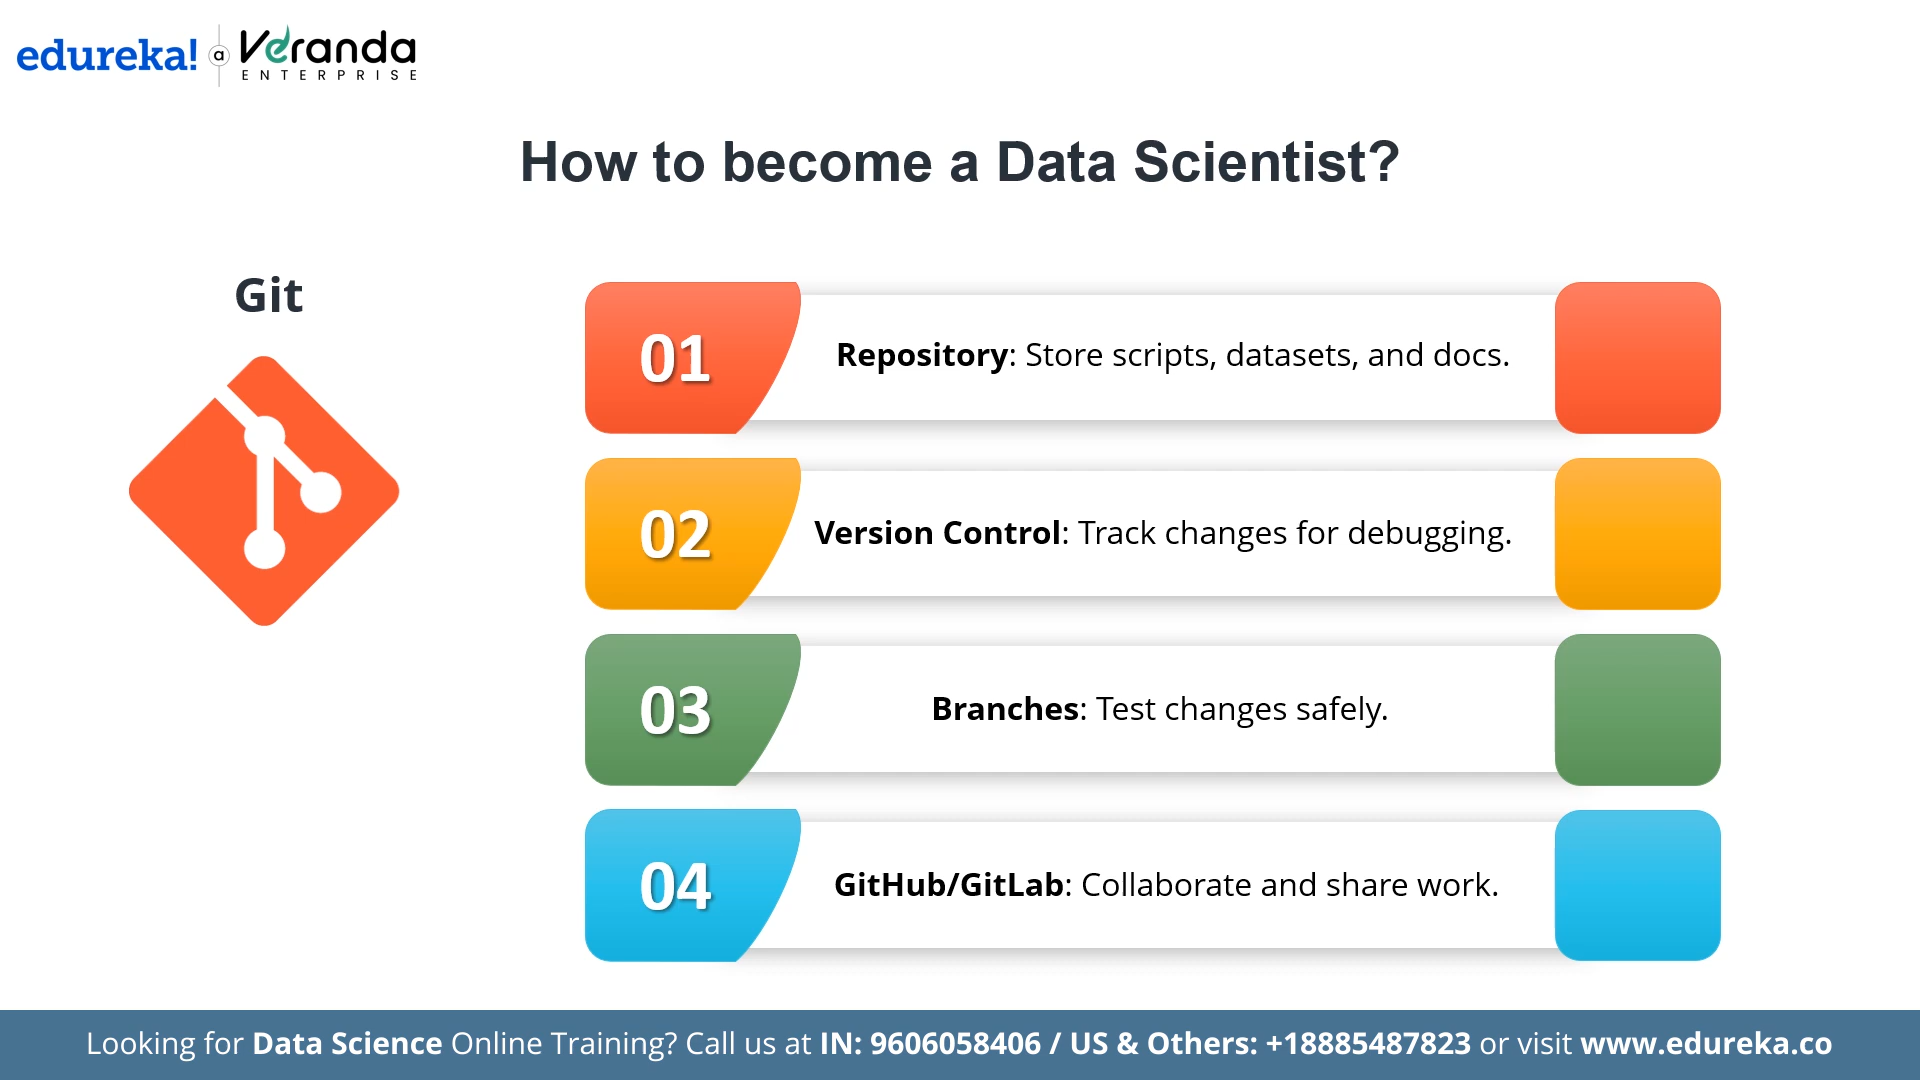 edureka! a Veranda
ENTERPRISE
How to become a Data Scientist?
Git
01
Repository: Store scripts, datasets, and docs.
02
Version Control: Track changes for debugging.
03
Branches: Test changes safely.
04
GitHub/GitLab: Collaborate and share work.
Looking for Data Science Online Training? Call us at IN: 9606058406 / US & Others: +18885487823 or visit www.edureka.co